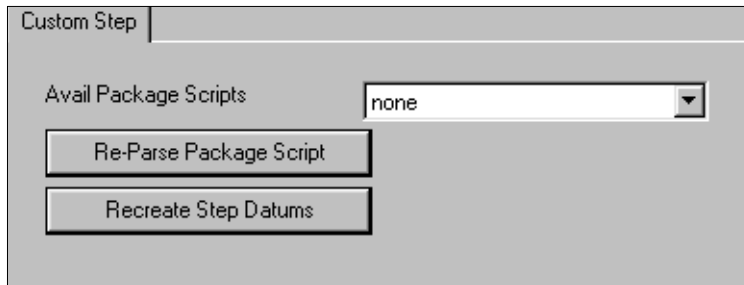 Custom Step
Avail Package Scripts none
Re-Parse Package Script
Recreate Step Datums